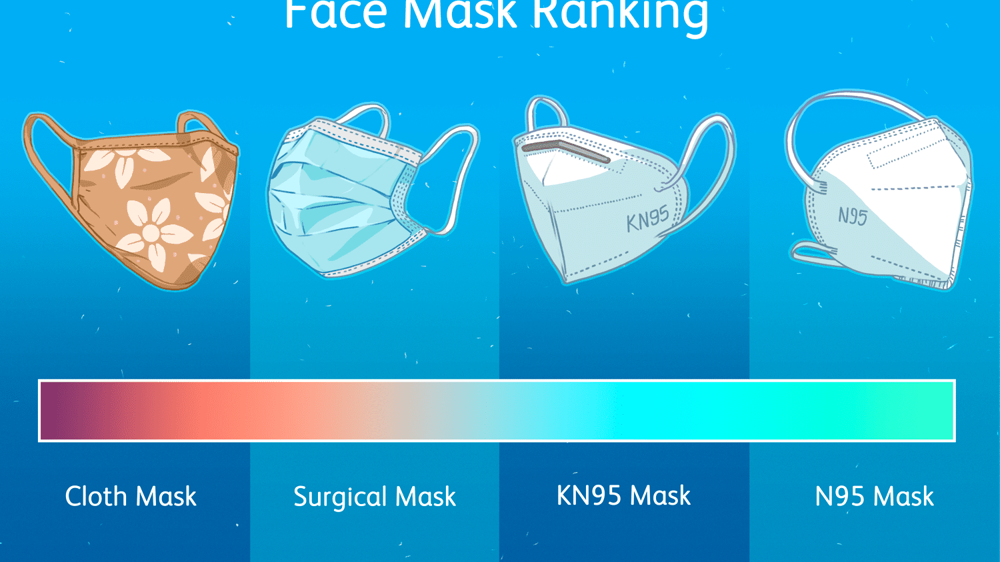 Face Mask Ranking
KN95
N95
Cloth Mask
Surgical Mask
KN95 Mask
N95 Mask